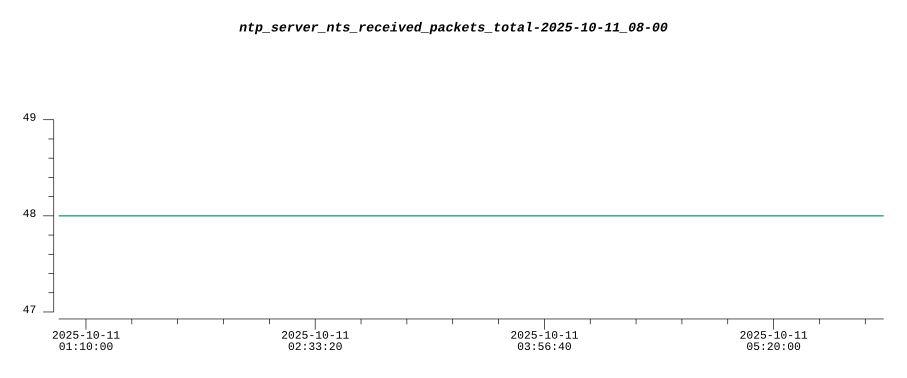 ntp_server_nts_received_packets_total-2025-10-11_08-00
49
48
47
2025-10-11 2025-10-11 2025-10-11 2025-10-11
01:10:00 02:33:20 03:56:40 05:20:00